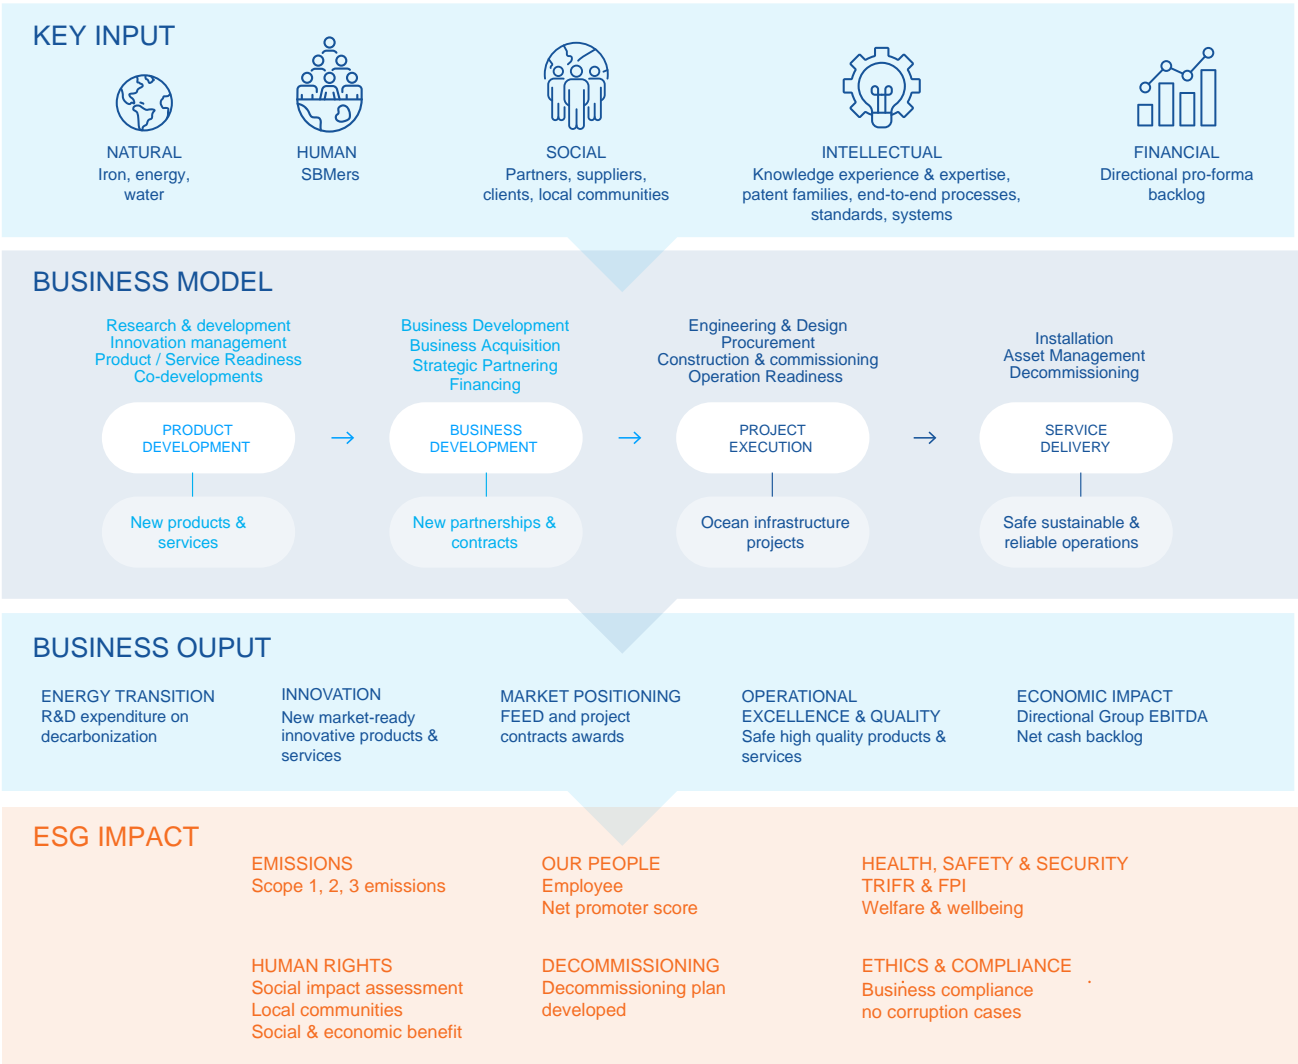 KEY INPUT
NATURAL
Iron, energy,
water
HUMAN
SBMers
SOCIAL
Partners, suppliers,
clients, local communities
INTELLECTUAL
Knowledge experience & expertise,
patent families, end-to-end processes,
standards, systems
FINANCIAL
Directional pro-forma
backlog
BUSINESS MODEL
Research & development
Innovation management
Product / Service Readiness
Co-developments
PRODUCT
DEVELOPMENT
New products &
services
Business Development
Business Acquisition
Strategic Partnering
Financing
BUSINESS
DEVELOPMENT
New partnerships &
contracts
Engineering & Design
Procurement
Construction & commissioning
Operation Readiness
PROJECT
EXECUTION
Ocean infrastructure
projects
Installation
Asset Management
Decommissioning
SERVICE
DELIVERY
Safe sustainable &
reliable operations
BUSINESS OUPUT
ENERGY TRANSITION
R&D expenditure on
decarbonization
INNOVATION
New market-ready
innovative products &
services
MARKET POSITIONING
FEED and project
contracts awards
OPERATIONAL
EXCELLENCE & QUALITY
Safe high quality products &
services
ECONOMIC IMPACT
Directional Group EBITDA
Net cash backlog
ESG IMPACT
EMISSIONS
Scope 1, 2, 3 emissions
OUR PEOPLE
Employee
Net promoter score
HEALTH, SAFETY & SECURITY
TRIFR & FPI
Welfare & wellbeing
HUMAN RIGHTS
Social impact assessment
Local communities
Social & economic benefit
DECOMMISSIONING
Decommissioning plan
developed
ETHICS & COMPLIANCE
Business compliance
no corruption cases